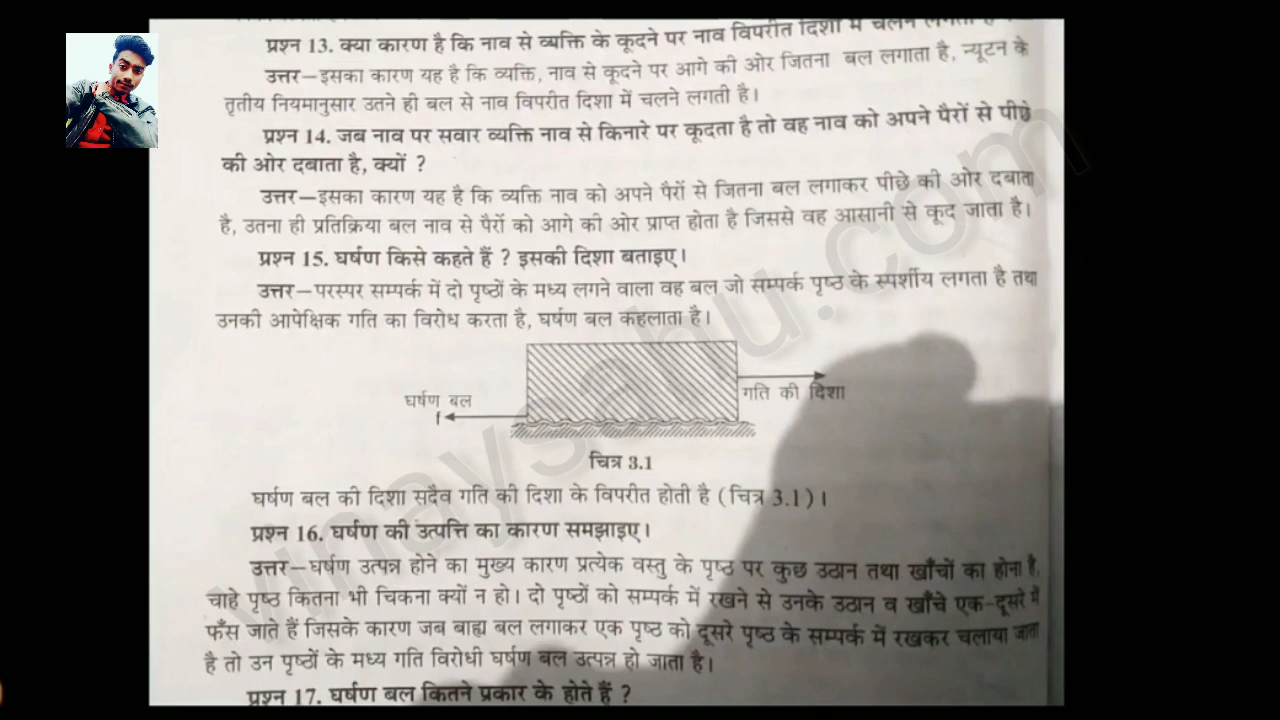 प्रश्न 13. क्या कारण है कि नाव से व्यक्ति के कूदने पर नाव विपरीत दिशा में चलने लगती है ?
उत्तर–इसका कारण यह है कि व्यक्ति, नाव से कूदने पर आगे की ओर जितना बल लगाता है, न्यूटन के
तृतीय नियमानुसार उतने ही बल से नाव विपरीत दिशा में चलने लगती है।
प्रश्न 14. जब नाव पर सवार व्यक्ति नाव से किनारे पर कूदता है तो वह नाव को अपने पैरों से पीछे
की ओर दबाता है, क्यों ?
उत्तर–इसका कारण यह है कि व्यक्ति नाव को अपने पैरों से जितना बल लगाकर पीछे की ओर दबाता
है, उतना ही प्रतिक्रिया बल नाव से पैरों को आगे की ओर प्राप्त होता है जिससे वह आसानी से कूद जाता है।
प्रश्न 15. घर्षण किसे कहते हैं ? इसकी दिशा बताइए।
उत्तर–परस्पर सम्पर्क में दो पृष्ठों के मध्य लगने वाला वह बल जो सम्पर्क पृष्ठ के स्पर्शीय लगता है तथा
उनकी आपेक्षिक गति का विरोध करता है, घर्षण बल कहलाता है।
घर्षण बल
f
गति की दिशा
चित्र 3.1
घर्षण बल की दिशा सदैव गति की दिशा के विपरीत होती है (चित्र 3.1)।
प्रश्न 16. घर्षण की उत्पत्ति का कारण समझाइए।
उत्तर–घर्षण उत्पन्न होने का मुख्य कारण प्रत्येक वस्तु के पृष्ठ पर कुछ उठान तथा खाँचों का होना है,
चाहे पृष्ठ कितना भी चिकना क्यों न हो। दो पृष्ठों को सम्पर्क में रखने से उनके उठान व खाँचे एक-दूसरे में
फँस जाते हैं जिसके कारण जब बाह्य बल लगाकर एक पृष्ठ को दूसरे पृष्ठ के सम्पर्क में रखकर चलाया जाता
है तो उन पृष्ठों के मध्य गति विरोधी घर्षण बल उत्पन्न हो जाता है।
प्रश्न 17. घर्षण बल कितने प्रकार के होते हैं ?
vinaysahu.com